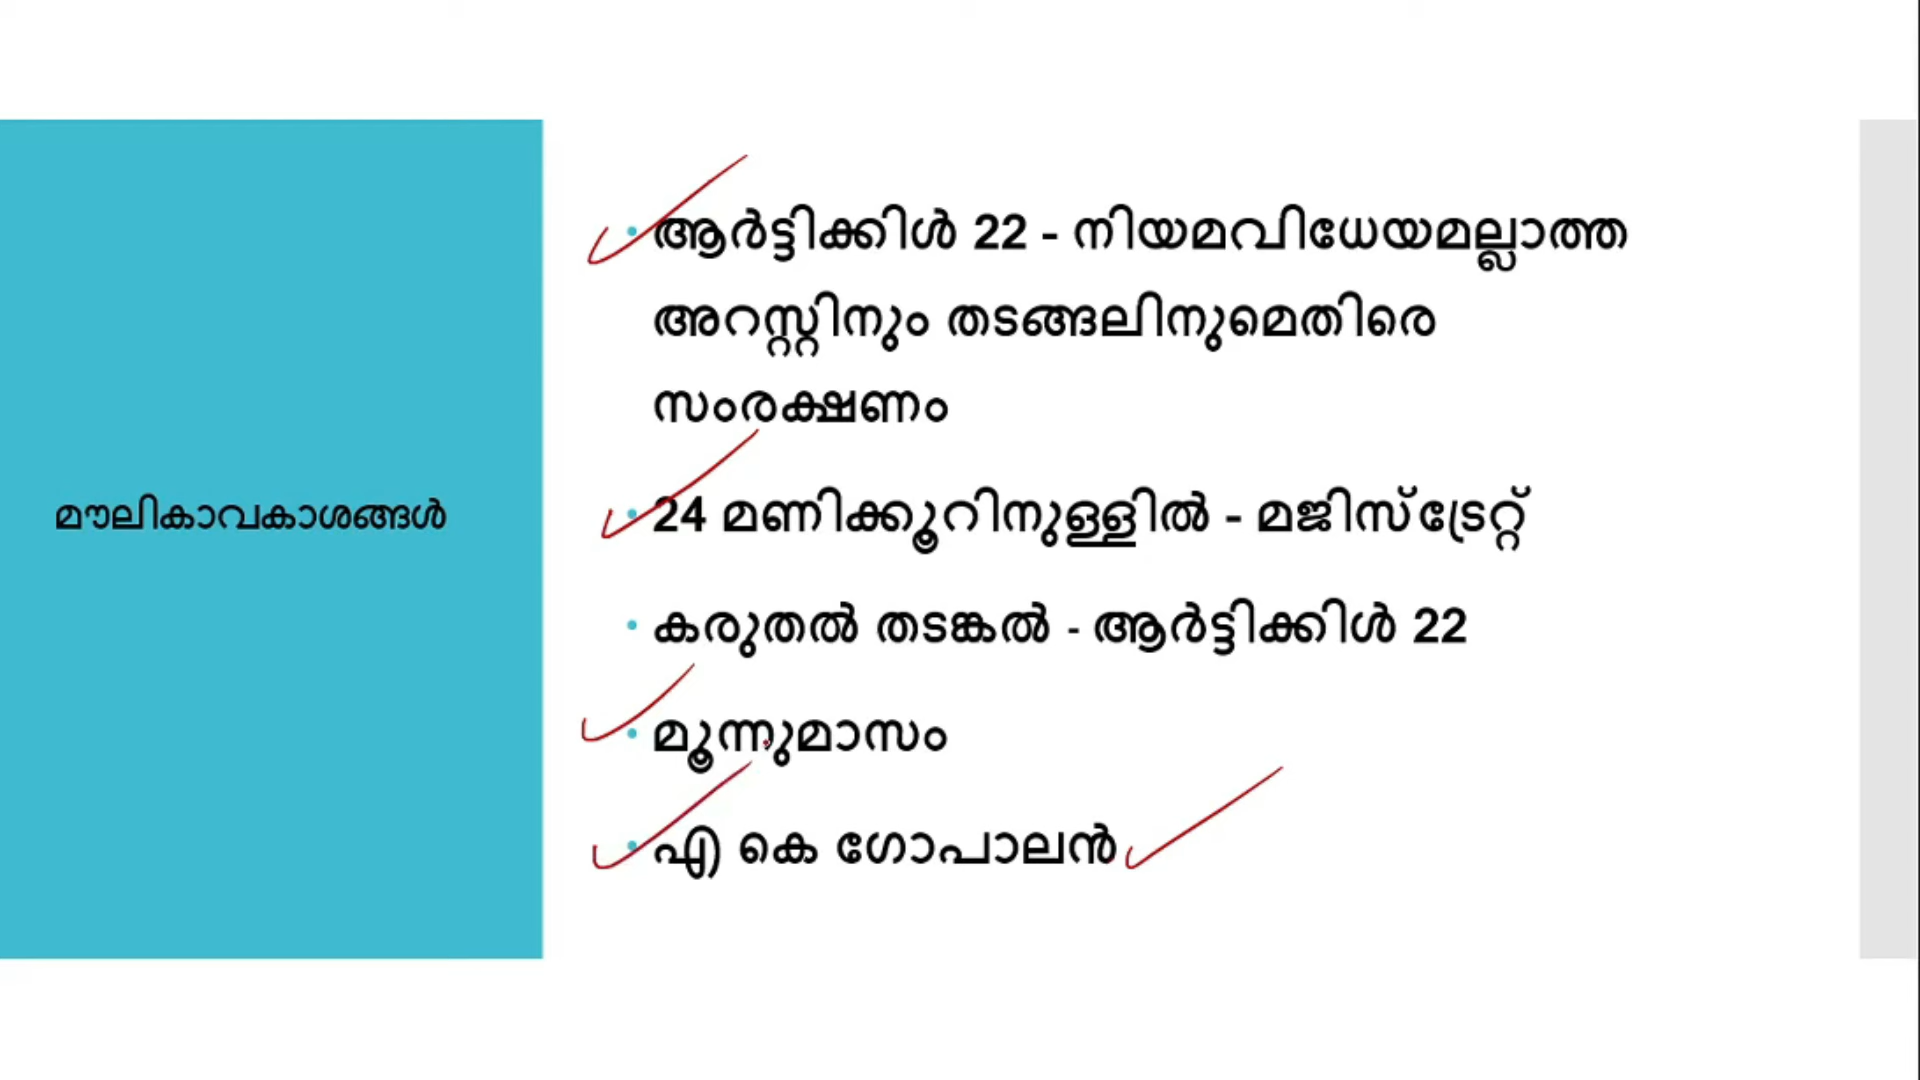 മൗലികാവകാശങ്ങൾ
ആർട്ടിക്കിൾ 22 - നിയമവിധേയമല്ലാത്ത
അറസ്റ്റിനും തടങ്ങലിനുമെതിരെ
സംരക്ഷണം
24 മണിക്കൂറിനുള്ളിൽ - മജിസ്ട്രേറ്റ്
കരുതൽ തടങ്കൽ - ആർട്ടിക്കിൾ 22
മൂന്നുമാസം
എ കെ ഗോപാലൻ